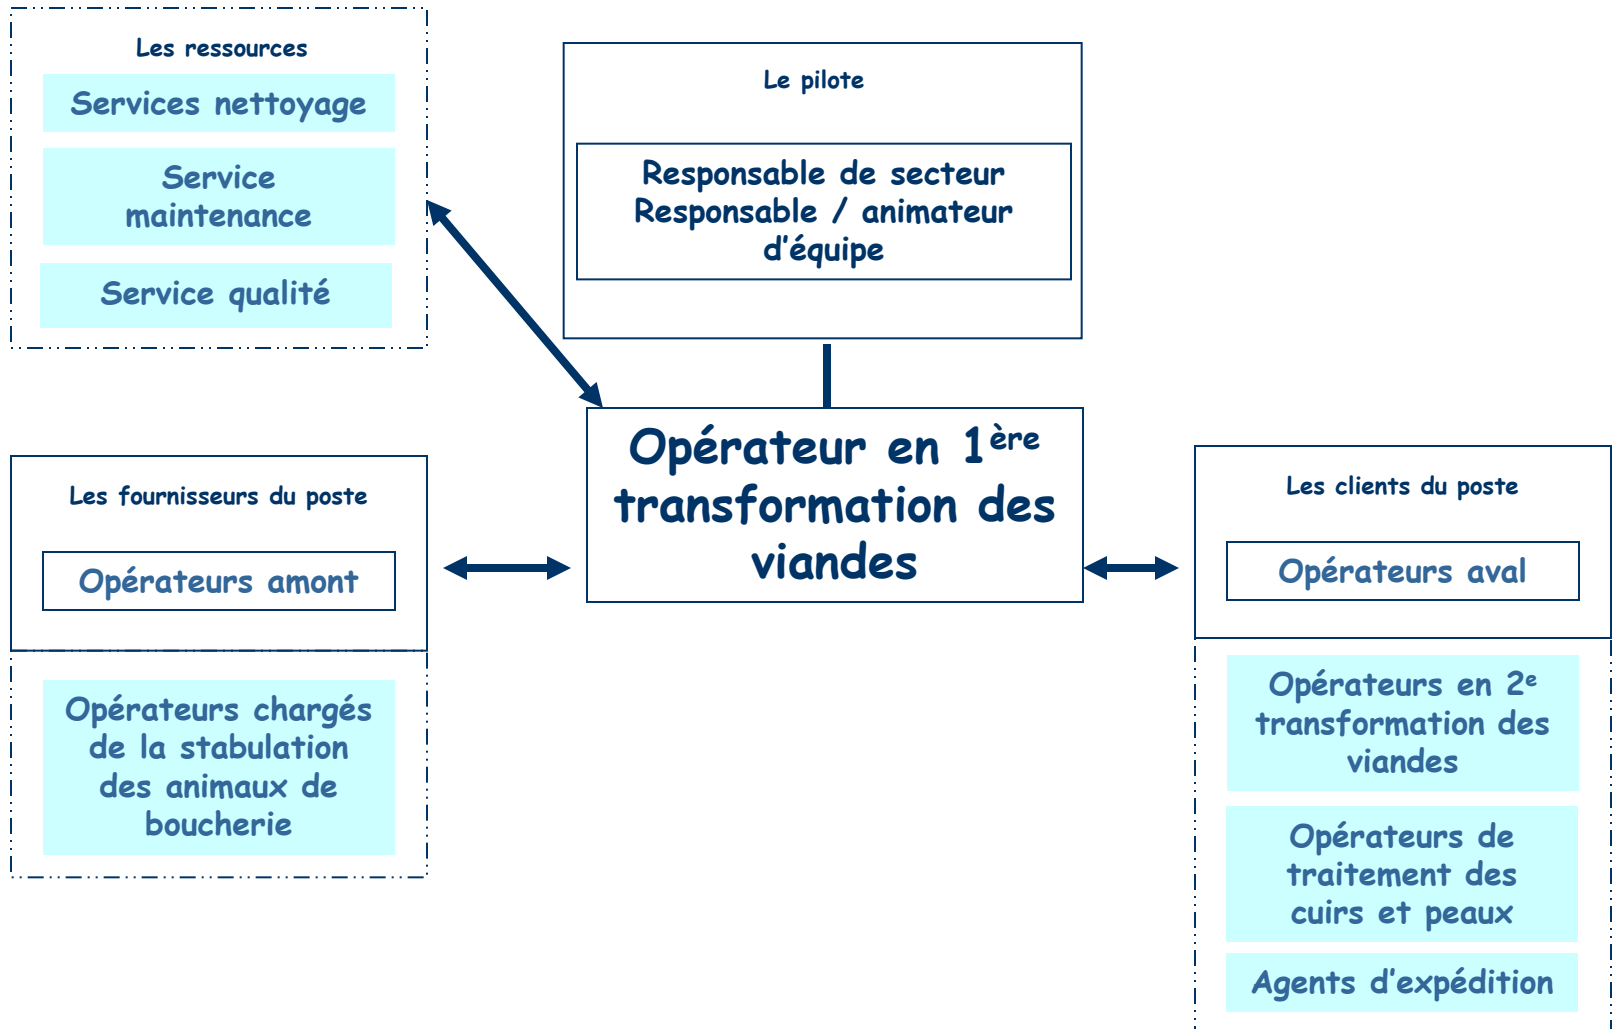 Les ressources
Services nettoyage
Service
maintenance
Service qualité
Le pilote
Responsable de secteur
Responsable / animateur
d'équipe
Opérateur en 1ère
transformation des
viandes
Les fournisseurs du poste
Opérateurs amont
Opérateurs chargés
de la stabulation
des animaux de
boucherie
Les clients du poste
Opérateurs aval
Opérateurs en 2e
transformation des
viandes
Opérateurs de
traitement des
cuirs et peaux
Agents d'expédition